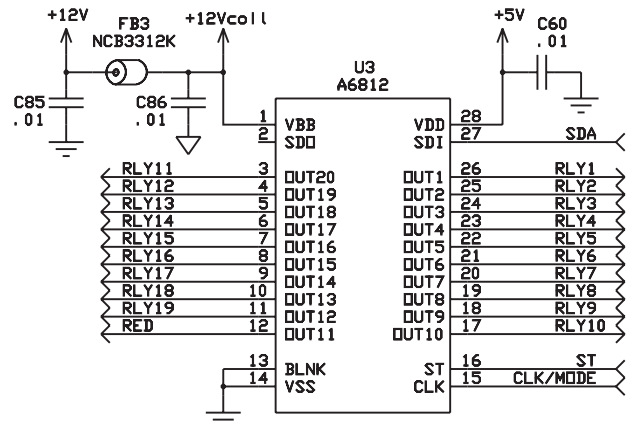 +12V
FB3
NCB3312K
+12Vcoil
+5V
C60
.01
U3
A6812
C85
.01
C86
.01
1 VBB VDD 28
2 SDO SDI 27 SDA
RLY11 3 OUT20 OUT1 26 RLY1
RLY12 4 OUT19 OUT2 25 RLY2
RLY13 5 OUT18 OUT3 24 RLY3
RLY14 6 OUT17 OUT4 23 RLY4
RLY15 7 OUT16 OUT5 22 RLY5
RLY16 8 OUT15 OUT6 21 RLY6
RLY17 9 OUT14 OUT7 20 RLY7
RLY18 10 OUT13 OUT8 19 RLY8
RLY19 11 OUT12 OUT9 18 RLY9
RED 12 OUT11 OUT10 17 RLY10
13 BLNK ST 16 ST
14 VSS CLK 15 CLK/MODE